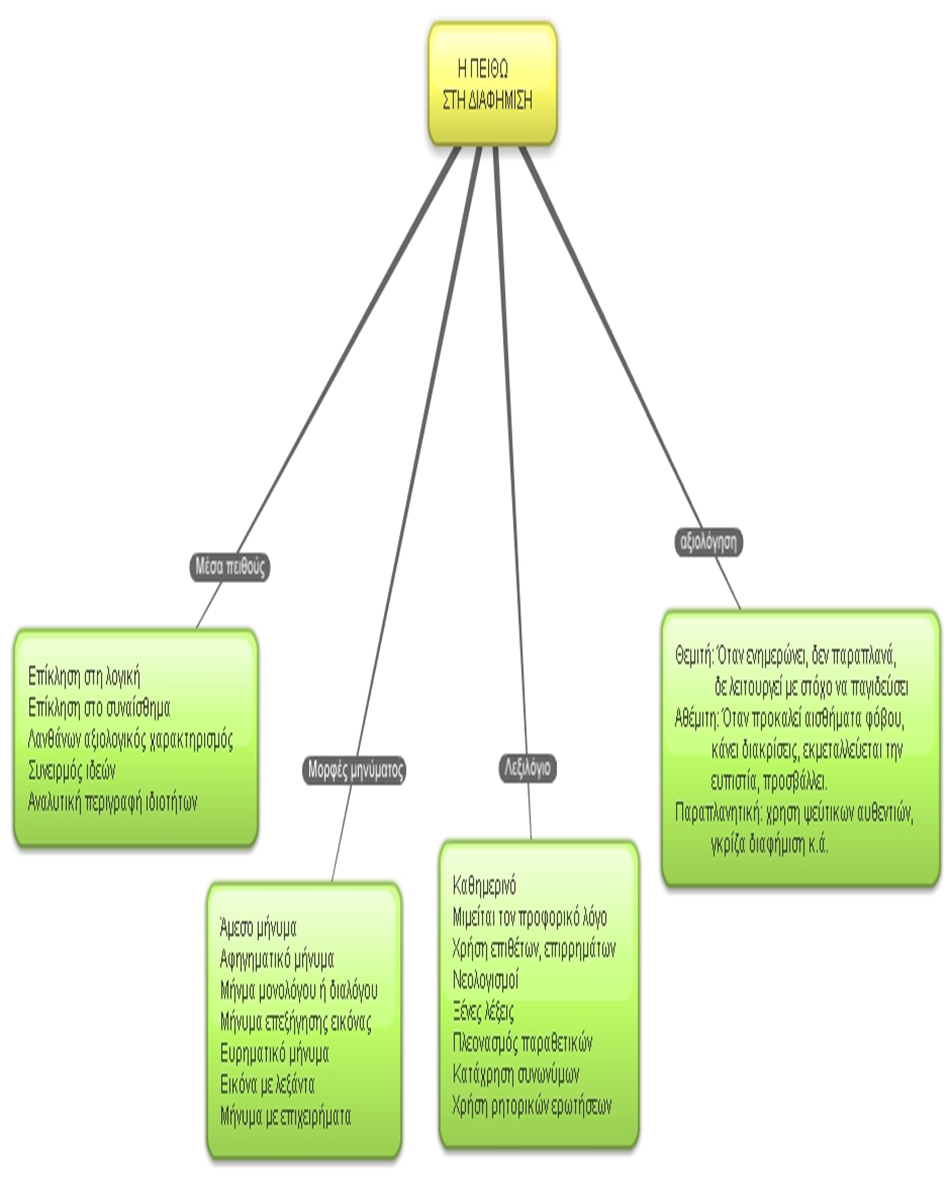 Η ΠΕΙΘΩ
ΣΤΗ ΔΙΑΦΗΜΙΣΗ
Μέσα πειθούς
Επίκληση στη λογική
Επίκληση στο συναίσθημα
Λανθάνων αξιολογικός χαρακτηρισμός
Συνειρμός ιδεών
Αναλυτική περιγραφή ιδιοτήτων
Μορφές μηνύματος
Άμεσο μήνυμα
Αφηγηματικό μήνυμα
Μήνμα μονολόγου ή διαλόγου
Μήνυμα επεξήγησης εικόνας
Ευρηματικό μήνυμα
Εικόνα με λεξάντα
Μήνυμα με επιχειρήματα
Λεξιλόγιο
Καθημερινό
Μιμείται τον προφορικό λόγο
Χρήση επιθέτων, επιρρημάτων
Νεολογισμοί
Ξένες λέξεις
Πλεονασμός παραθετικών
Κατάχρηση συνωνύμων
Χρήση ρητορικών ερωτήσεων
αξιολόγηση
Θεμιτή: Όταν ενημερώνει, δεν παραπλανά,
δε λειτουργεί με στόχο να παγιδεύσει
Αθέμιτη: Όταν προκαλεί αισθήματα φόβου,
κάνει διακρίσεις, εκμεταλλεύεται την
ευπιστία, προσβάλλει.
Παραπλανητική: χρηση ψεύτικων αυθεντιών,
γκρίζα διαφήμιση κ.ά.